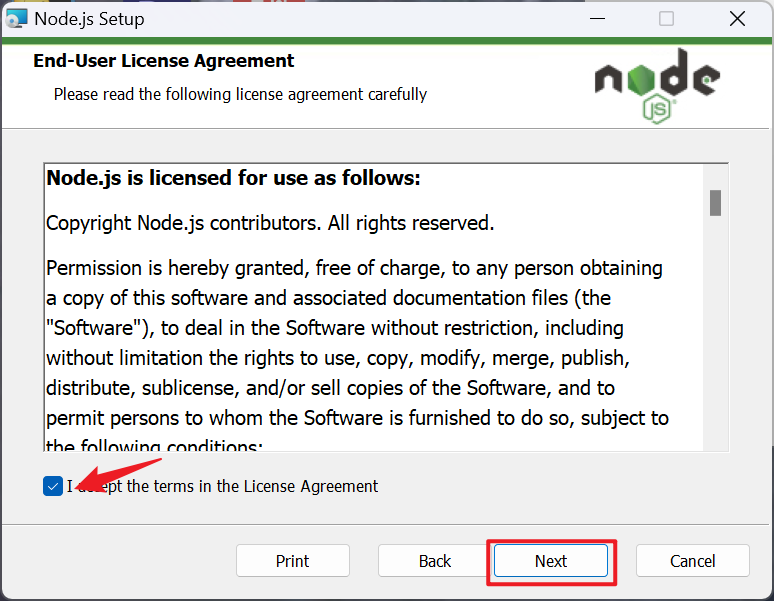 Node.js Setup
End-User License Agreement
Please read the following license agreement carefully
node
JS
Node.js is licensed for use as follows:
Copyright Node.js contributors. All rights reserved.
Permission is hereby granted, free of charge, to any person obtaining
a copy of this software and associated documentation files (the
"Software"), to deal in the Software without restriction, including
without limitation the rights to use, copy, modify, merge, publish,
distribute, sublicense, and/or sell copies of the Software, and to
permit persons to whom the Software is furnished to do so, subject to
the following conditions:
I accept the terms in the License Agreement
Print
Back
Next
Cancel